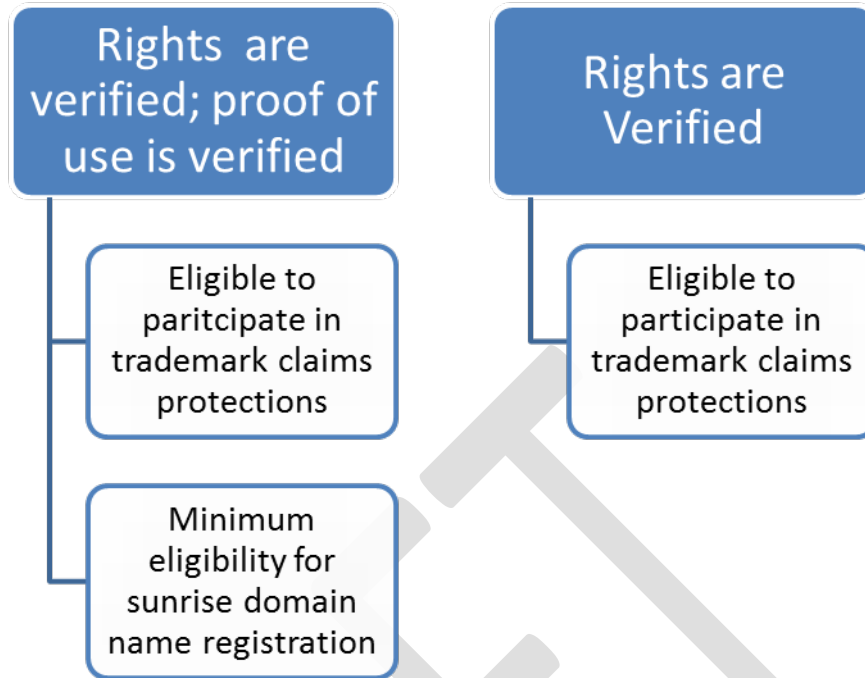 Rights are
verified; proof of
use is verified
Eligible to
paritcipate in
trademark claims
protections
Minimum
eligibility for
sunrise domain
name registration
Rights are
Verified
Eligible to
participate in
trademark claims
protections